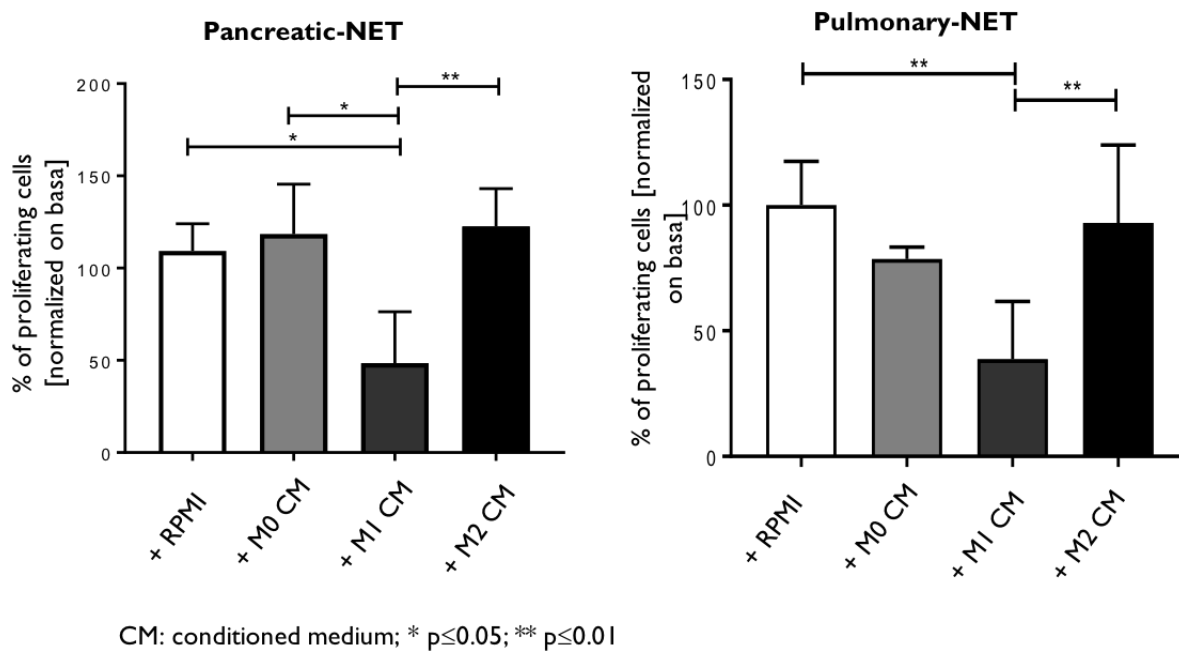 Pancreatic-NET
% of proliferating cells
[normalized on basa]
200
150
100
50
0
*
*
**
+ RPMI
+ M0 CM
+ M1 CM
+ M2 CM
Pulmonary-NET
% of proliferating cells [normalized
on basa]
150
100
50
0
**
**
+ RPMI
+ M0 CM
+ M1 CM
+ M2 CM
CM: conditioned medium; * p≤0.05; ** p≤0.01